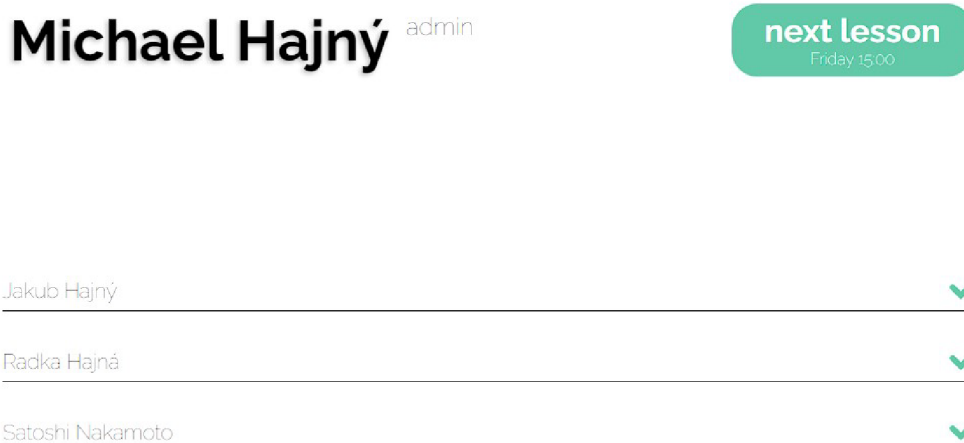 Michael Hajný admin
next lesson
Friday 15:00
Jakub Hajný
Radka Hajná
Satoshi Nakamoto